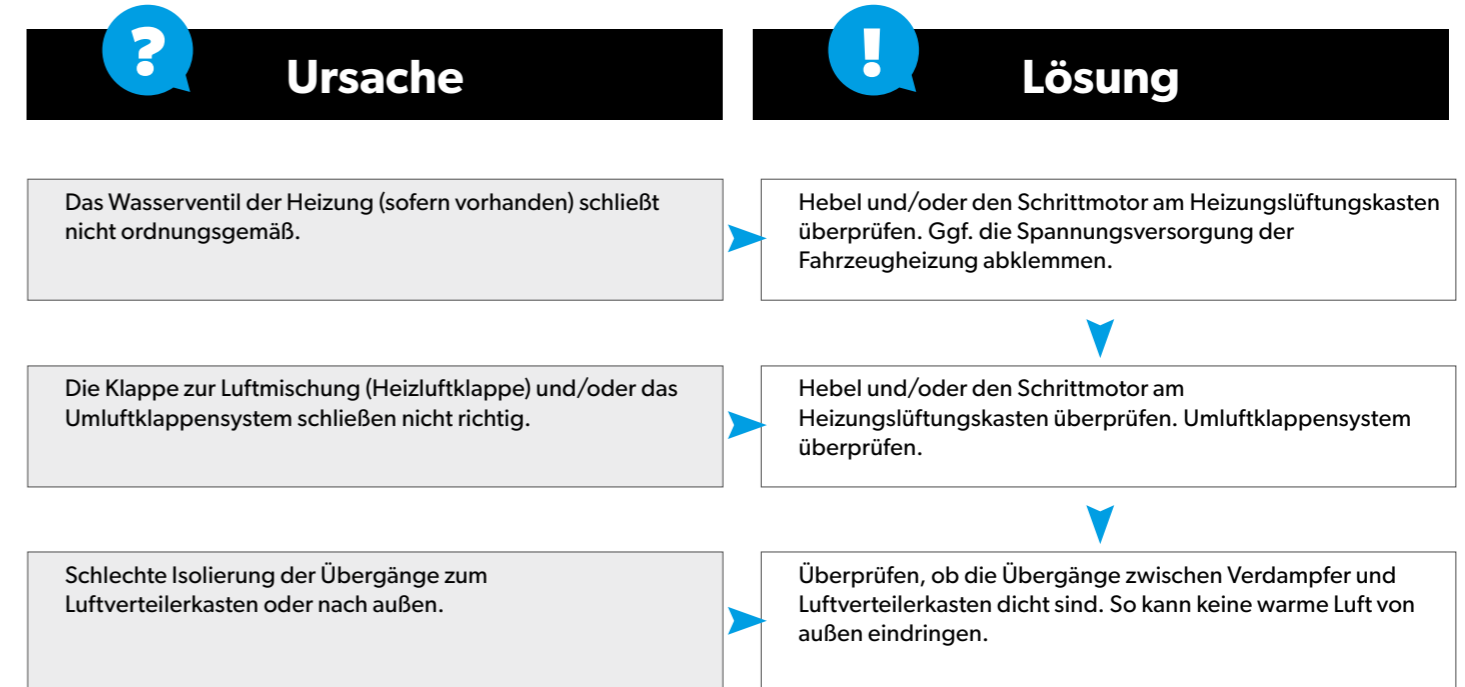 ?
Ursache
!
Lösung
Das Wasserventil der Heizung (sofern vorhanden) schließt
nicht ordnungsgemäß.
Hebel und/oder den Schrittmotor am Heizungslüftungskasten
überprüfen. Ggf. die Spannungsversorgung der
Fahrzeugheizung abklemmen.
Die Klappe zur Luftmischung (Heizluftklappe) und/oder das
Umluftklappensystem schließen nicht richtig.
Hebel und/oder den Schrittmotor am
Heizungslüftungskasten überprüfen. Umluftklappensystem
überprüfen.
Schlechte Isolierung der Übergänge zum
Luftverteilerkasten oder nach außen.
Überprüfen, ob die Übergänge zwischen Verdampfer und
Luftverteilerkasten dicht sind. So kann keine warme Luft von
außen eindringen.